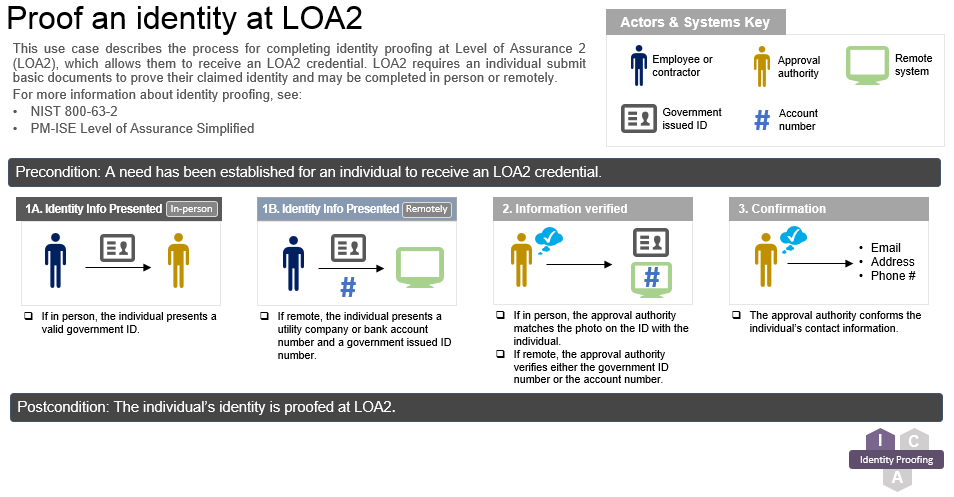 Proof an identity at LOA2
This use case describes the process for completing identity proofing at Level of Assurance 2
(LOA2), which allows them to receive an LOA2 credential. LOA2 requires an individual submit
basic documents to prove their claimed identity and may be completed in person or remotely.
For more information about identity proofing, see:
• NIST 800-63-2
• PM-ISE Level of Assurance Simplified
Actors & Systems Key
Employee or
contractor
Approval
authority
Remote
system
Government
issued ID
#
Account
number
Precondition: A need has been established for an individual to receive an LOA2 credential.
1A. Identity Info Presented In-person
❑ If in person, the individual presents a
valid government ID.
1B. Identity Info Presented Remotely
#
❑ If remote, the individual presents a
utility company or bank account
number and a government issued ID
number.
2. Information verified
#
❑ If in person, the approval authority
matches the photo on the ID with the
individual.
❑ If remote, the approval authority
verifies either the government ID
number or the account number.
3. Confirmation
• Email
• Address
• Phone #
❑ The approval authority conforms the
individual's contact information.
Postcondition: The individual's identity is proofed at LOA2.
I C
Identity Proofing
A